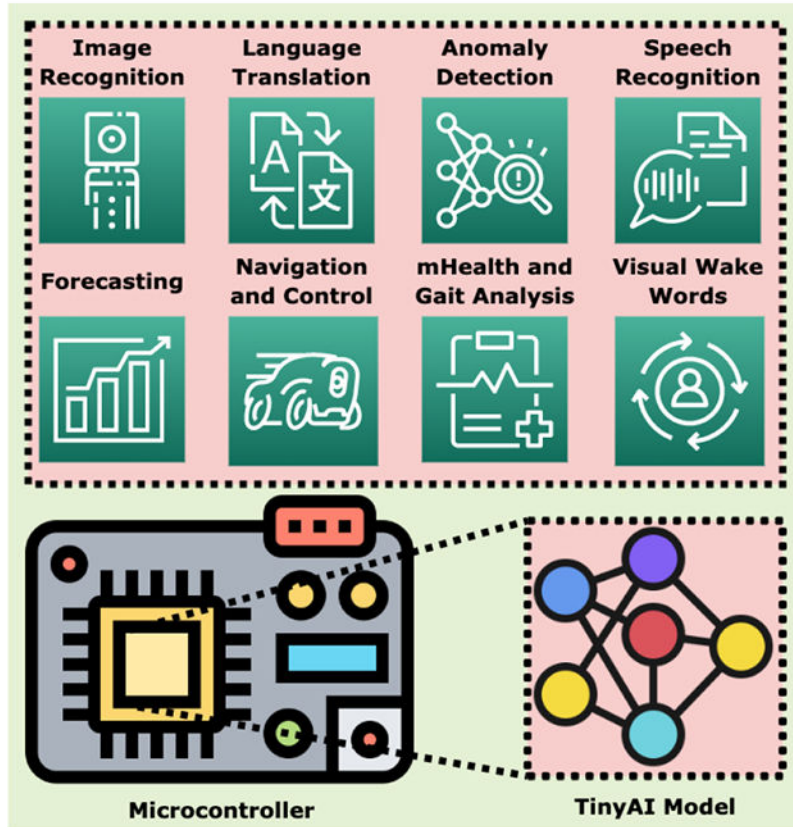 Image
Recognition
Language
Translation
Anomaly
Detection
Speech
Recognition
A
文
!
Forecasting
Navigation
and Control
mHealth and
Gait Analysis
Visual Wake
Words
Microcontroller
TinyAI Model